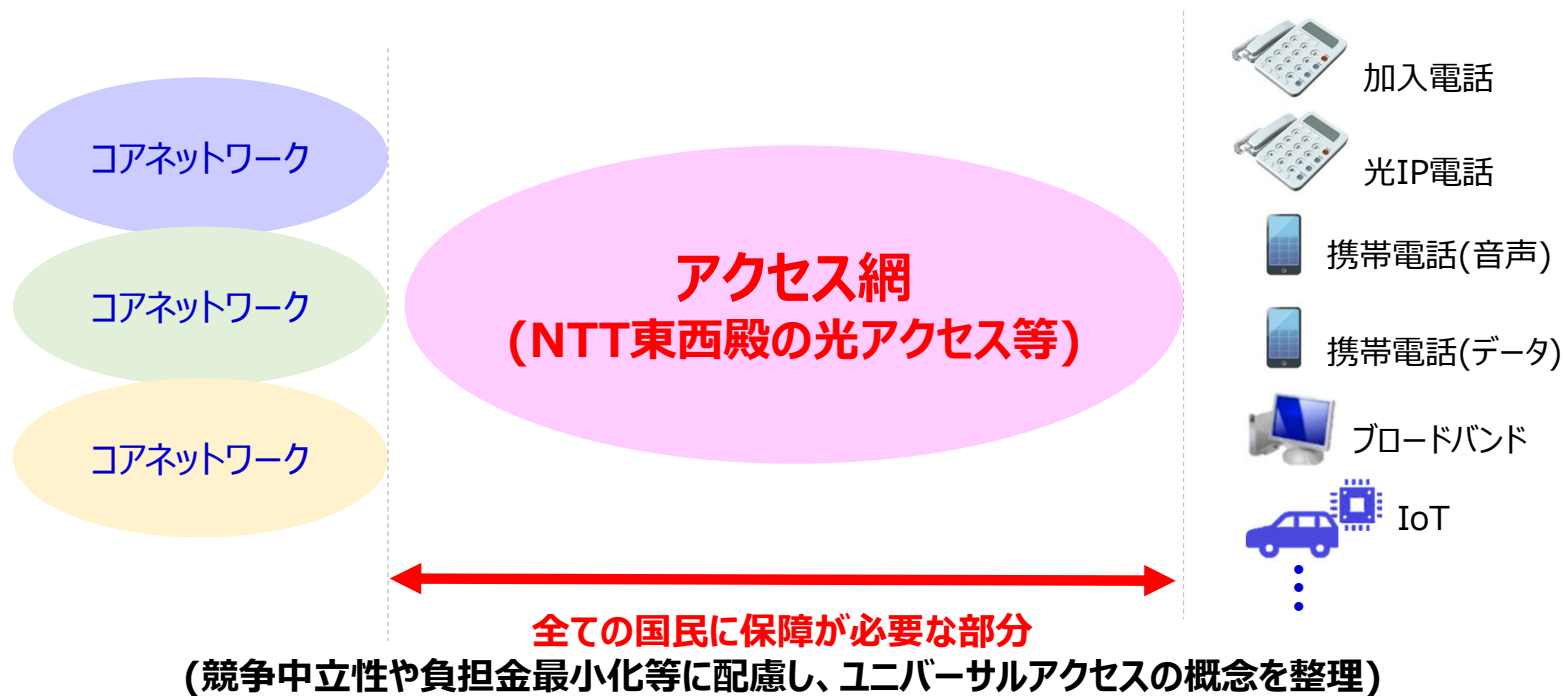 コアネットワーク
コアネットワーク
コアネットワーク
アクセス網
(NTT東西殿の光アクセス等)
加入電話
光IP電話
携帯電話(音声)
携帯電話(データ)
ブロードバンド
IoT
全ての国民に保障が必要な部分
(競争中立性や負担金最小化等に配慮し、ユニバーサルアクセスの概念を整理)